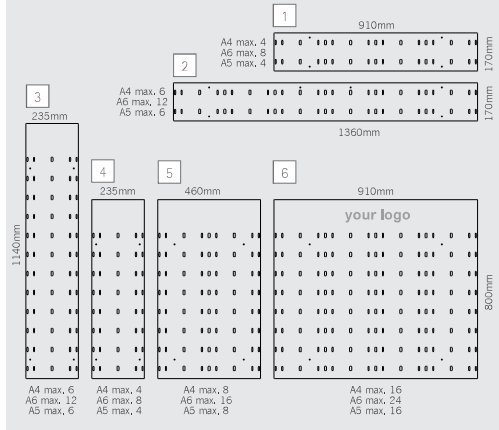 1
910mm
A4 max. 4
A6 max. 8
A5 max. 4
170mm
2
A4 max. 6
A6 max. 12
A5 max. 6
170mm
1360mm
3
235mm
1140mm
A4 max. 6
A6 max. 12
A5 max. 6
4
235mm
A4 max. 4
A6 max. 8
A5 max. 4
5
460mm
A4 max. 8
A6 max. 16
A5 max. 8
6
910mm
your logo
800mm
A4 max. 16
A6 max. 24
A5 max. 16